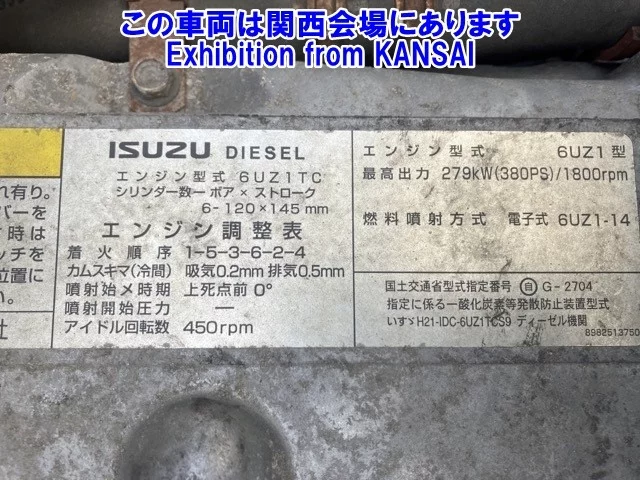 この車両は関西会場にあります
Exhibition from KANSAI
れ有り。
バーを
時は
ッチを
位置に
い。
社
ISUZU DIESEL
エンジン型式 6UZ1TC
シリンダ数ー ボア × ストローク
6-120×145mm
エンジン調整表
着火順序 1-5-3-6-2-4
カムスキマ(冷間) 吸気0.2mm 排気0.5mm
噴射始メ時期 上死点前 0°
噴射開始圧力 ―
アイドル回転数 450rpm
エンジン型式 6UZ1型
最高出力 279kW(380PS)/1800rpm
燃料噴射方式 電子式 6UZ1-14
国土交通省型式指定番号 自 G-2704
指定に係る一酸化炭素等発散防止装置型式
いすゞH21-IDC-6UZ1TCS9 ディーゼル機関
8982513750